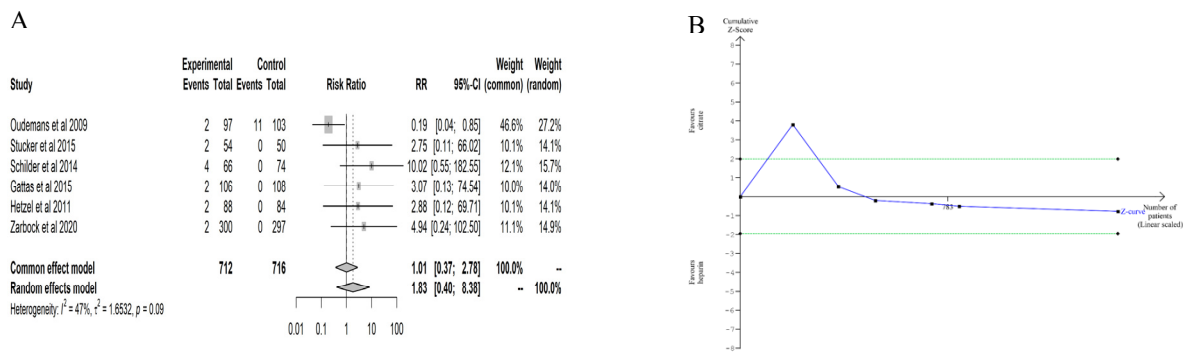 A
Experimental Control Weight Weight
Study Events Total Events Total Risk Ratio RR 95%-CI (common) (random)
Oudemans et al 2009 2 97 11 103 0.19 [0.04; 0.85] 46.6% 27.2%
Stucker et al 2015 2 54 0 50 2.75 [0.11; 66.02] 10.1% 14.1%
Schilder et al 2014 4 66 0 74 10.02 [0.55; 182.55] 12.1% 15.7%
Gattas et al 2015 2 106 0 108 3.07 [0.13; 74.54] 10.0% 14.0%
Hetzel et al 2011 2 88 0 84 2.88 [0.12; 69.71] 10.1% 14.1%
Zarbock et al 2020 2 300 0 297 4.94 [0.24; 102.50] 11.1% 14.9%
Common effect model 712 716 1.01 [0.37; 2.78] 100.0% --
Random effects model 1.83 [0.40; 8.38] -- 100.0%
Heterogeneity: I² = 47%, τ² = 1.6532, p = 0.09
0.01 0.1 1 10 100
B
Cumulative
Z-Score
8
7
6
5
4
3
2
1
-1
-2
-3
-4
-5
-6
-7
-8
Favours
citrate
Favours
heparin
783
Number of
patients
(Linear scaled)
Z-curve